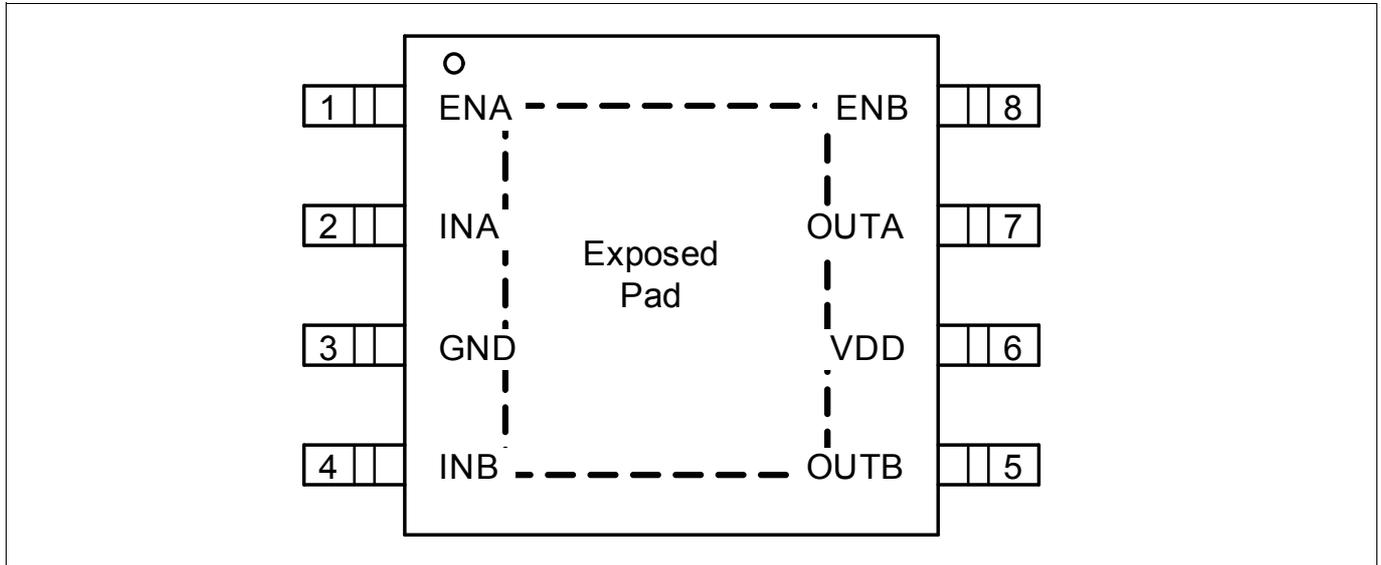 1 ENA ENB 8
2 INA OUTA 7
Exposed
Pad
3 GND VDD 6
4 INB OUTB 5